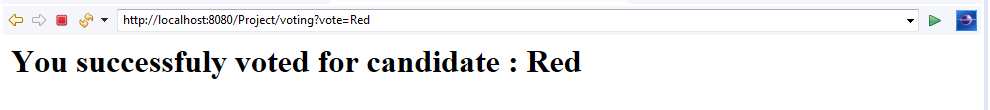 http://localhost:8080/Project/voting?vote=Red
You successfuly voted for candidate : Red